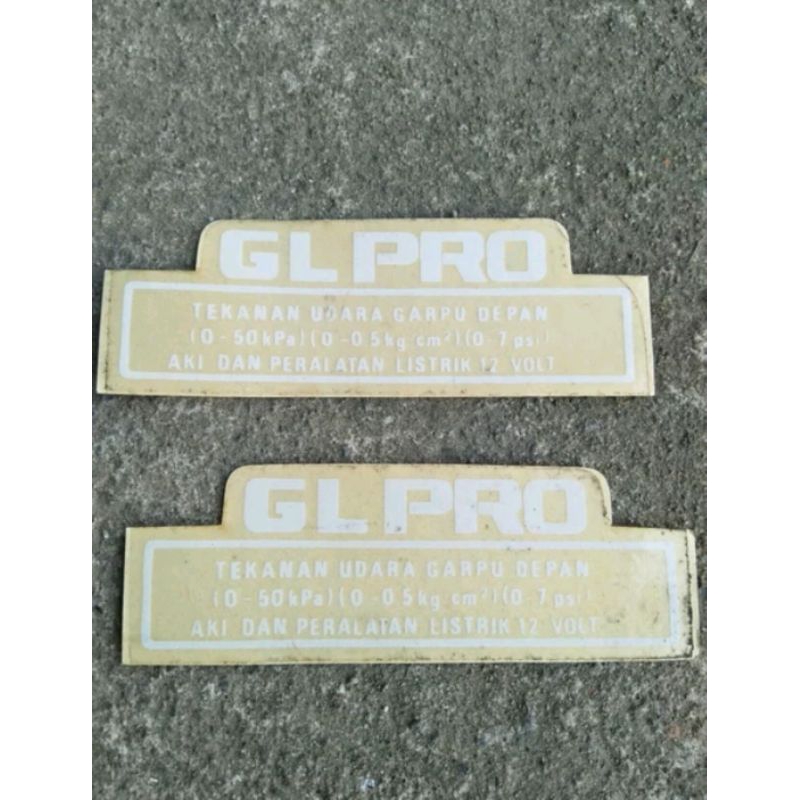 GL PRO
TEKANAN UDARA GARPU DEPAN
(0-50kPa)(0-0.5kg/cm²)(0-7psi)
AKI DAN PERALATAN LISTRIK 12 VOLT
GL PRO
TEKANAN UDARA GARPU DEPAN
(0-50kPa)(0-0.5kg/cm²)(0-7psi)
AKI DAN PERALATAN LISTRIK 12 VOLT